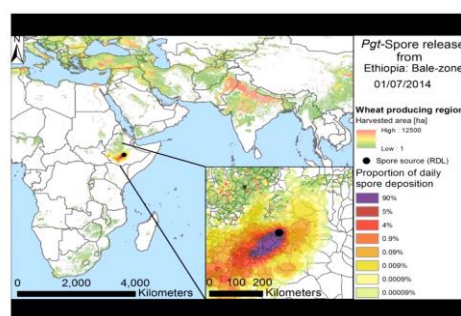 N
Pgt-Spore release
from
Ethiopia: Bale-zone
01/07/2014
Wheat producing region
Harvested area [ha]
High : 12500
Low : 1
Spore source (RDL)
Proportion of daily
spore deposition
90%
5%
4%
0.9%
0.09%
0.009%
0.0009%
0.00009%
0 2,000 4,000
Kilometers
0 100 200
Kilometers